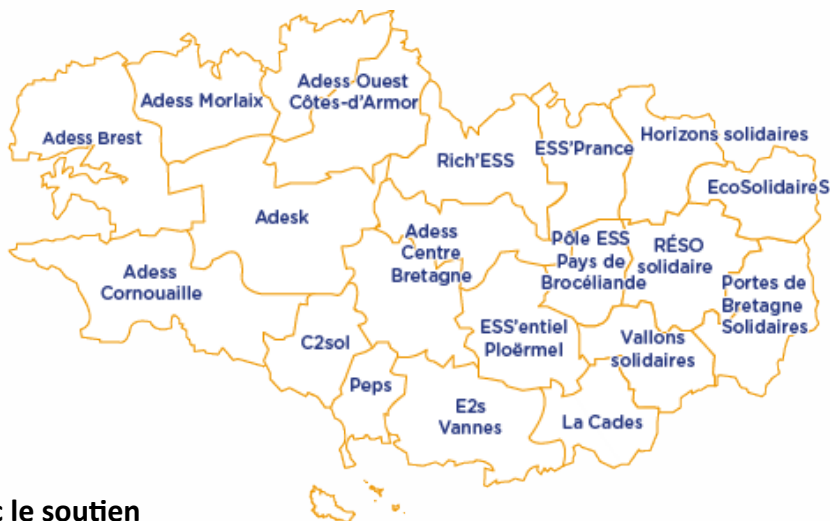 Adess Ouest
Côtes-d'Armor
Adess Morlaix
Adess Brest
Rich'ESS
ESS'Prance
Horizons solidaires
EcoSolidaireS
Adesk
Adess
Centre
Bretagne
Pôle ESS
Pays de
Brocéliande
RÉSO
solidaire
Adess
Cornouaille
Portes de
Bretagne
Solidaires
C2sol
ESS'entiel
Ploërmel
Vallons
solidaires
Peps
E2s
Vannes
La Cades
le soutien